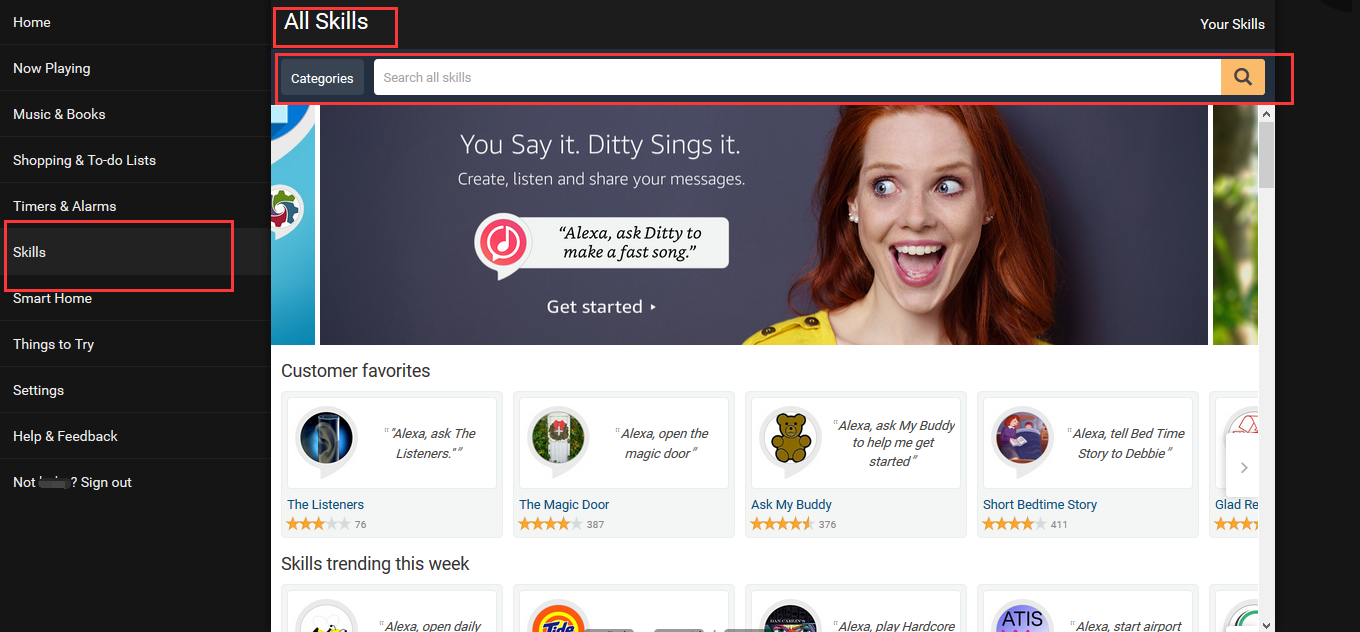 Home
Now Playing
Music & Books
Shopping & To-do Lists
Timers & Alarms
Skills
Smart Home
Things to Try
Settings
Help & Feedback
Not ? Sign out
All Skills
Your Skills
Categories
Search all skills
You Say it. Ditty Sings it.
Create, listen and share your messages.
“Alexa, ask Ditty to
make a fast song.”
Get started
Customer favorites
“"Alexa, ask The
Listeners."”
The Listeners
76
“Alexa, open the
magic door”
The Magic Door
387
“Alexa, ask My Buddy
to help me get
started”
Ask My Buddy
376
“Alexa, tell Bed Time
Story to Debbie”
Short Bedtime Story
411
Glad Re
Skills trending this week
“Alexa, open daily
Tide
DAN CARLIN'S
“Alexa, play Hardcore
ATIS
“Alexa, start airport